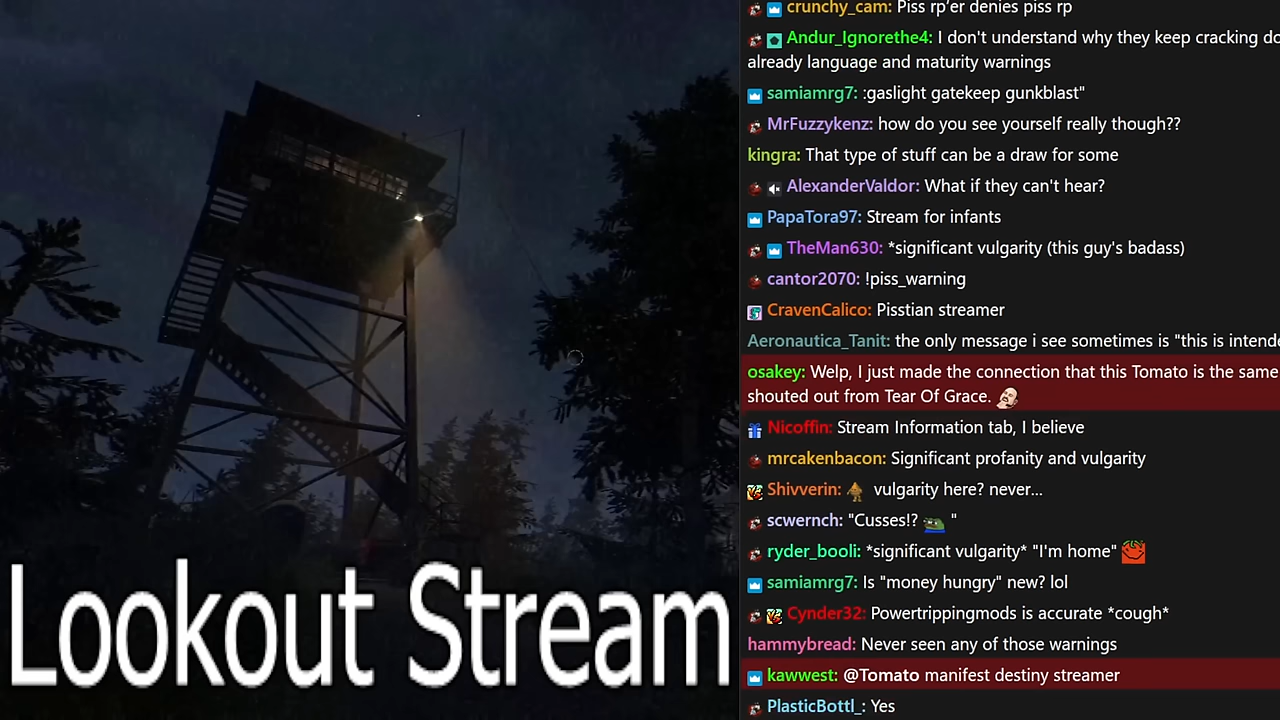 crunchy_cam: Piss rp'er denies piss rp
Andur_Ignorethe4: I don't understand why they keep cracking do
already language and maturity warnings
samiamrg7: :gaslight gatekeep gunkblast"
MrFuzzykenz: how do you see yourself really though??
kingra: That type of stuff can be a draw for some
AlexanderValdor: What if they can't hear?
PapaTora97: Stream for infants
TheMan630: *significant vulgarity (this guy's badass)
cantor2070: !piss_warning
CravenCalico: Pisstian streamer
Aeronautica_Tanit: the only message i see sometimes is "this is intende
osakey: Welp, I just made the connection that this Tomato is the same
shouted out from Tear Of Grace.
Nicoffin: Stream Information tab, I believe
mrcakenbacon: Significant profanity and vulgarity
Shivverin: vulgarity here? never...
scwernch: "Cusses!? "
ryder_booli: *significant vulgarity* "I'm home"
samiamrg7: Is "money hungry" new? lol
Cynder32: Powertrippingmods is accurate *cough*
hammybread: Never seen any of those warnings
kawwest: @Tomato manifest destiny streamer
PlasticBottl_: Yes
Lookout Stream